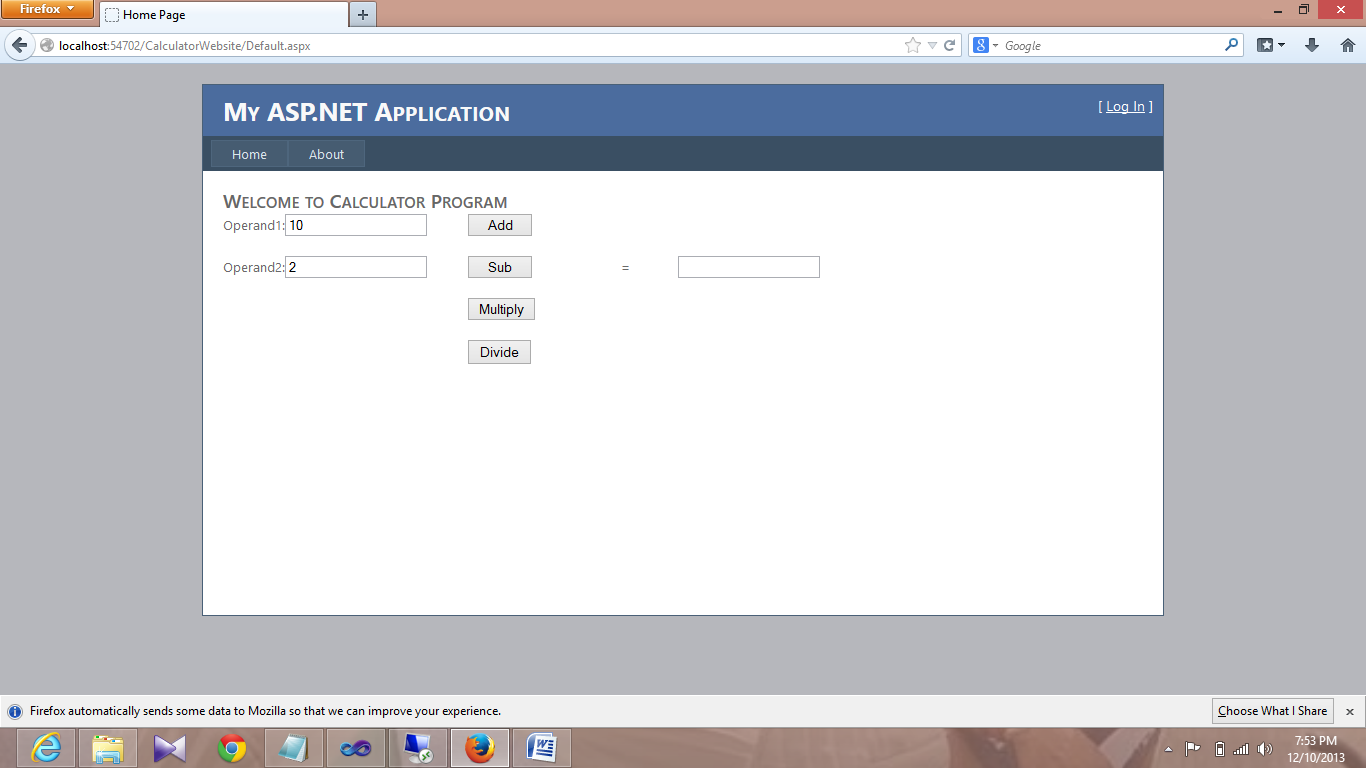 Firefox
Home Page
localhost:54702/CalculatorWebsite/Default.aspx
Google
My ASP.NET Application
[ Log In ]
Home
About
Welcome to Calculator Program
Operand1: 10
Add
Operand2: 2
Sub
=
Multiply
Divide
Firefox automatically sends some data to Mozilla so that we can improve your experience.
Choose What I Share
7:53 PM
12/10/2013